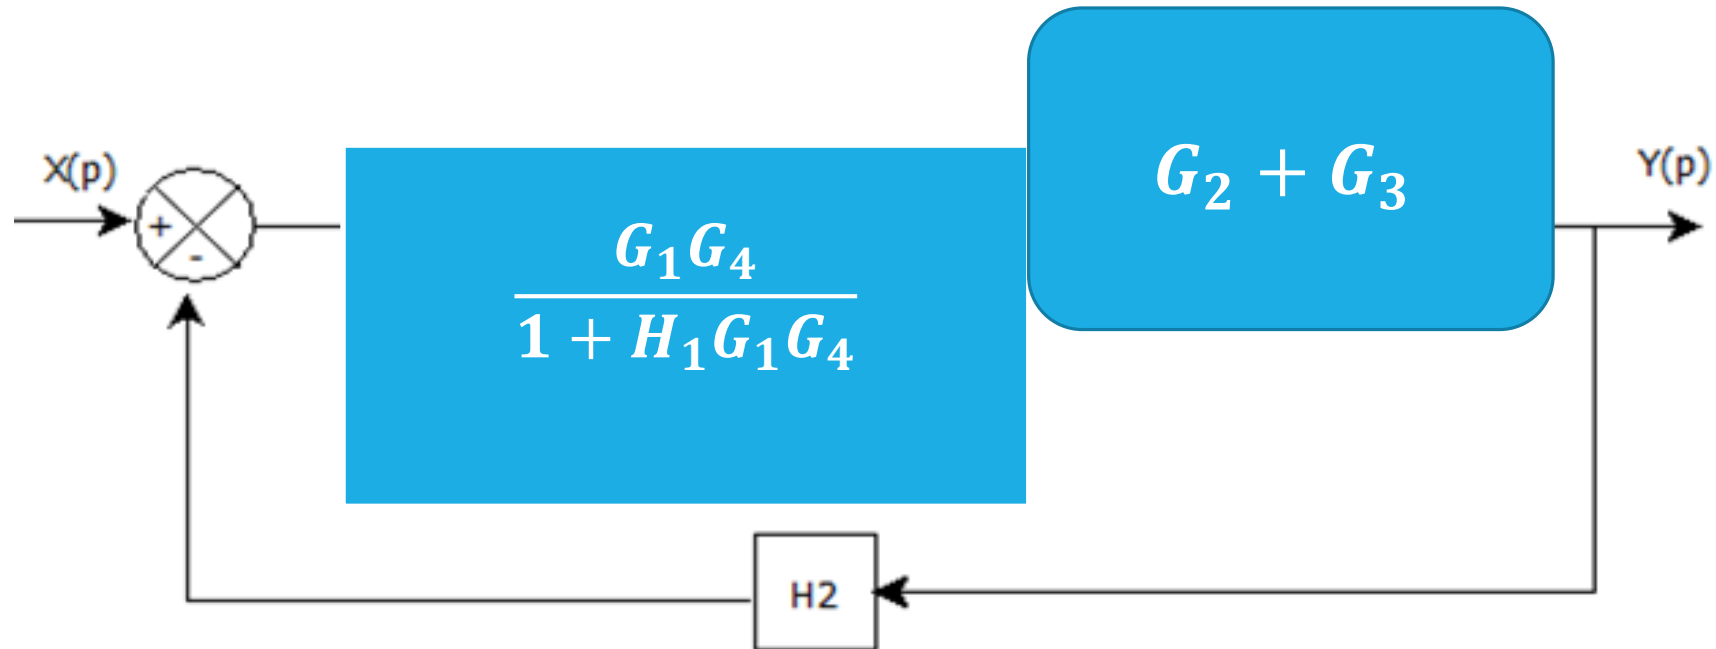 X(p)
+
-
G₁G₄
1 + H₁G₁G₄
G₂ + G₃
Y(p)
H2